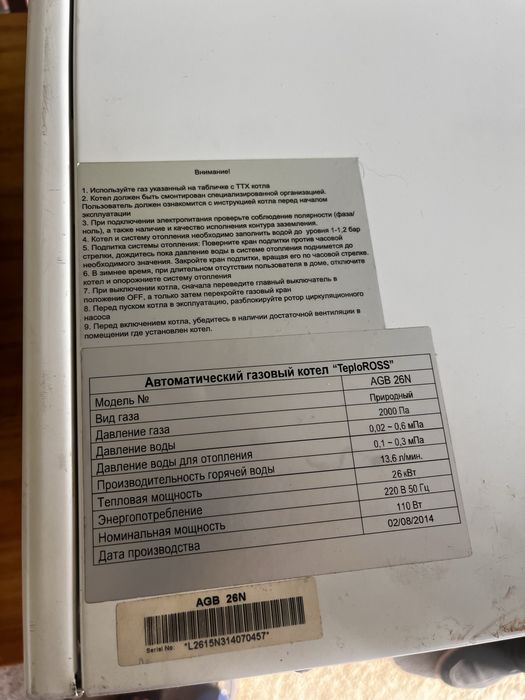 Внимание!
1. Используйте газ указанный на табличке с ТТХ котла
2. Котел должен быть смонтирован специализированной организацией.
Пользователь должен ознакомится с инструкцией котла перед началом
эксплуатации
3. При подключении электропитания проверьте соблюдение полярности (фаза/
ноль), а также наличие и качество исполнения контура заземления.
4. Котел и систему отопления необходимо заполнить водой до уровня 1-1,2 bar
5. Подпитка системы отопления: Поверните кран подпитки против часовой
стрелки, дождитесь пока давление воды в системе отопления поднимется до
необходимого значения. Закройте кран подпитки, вращая его по часовой стрелке.
6. В зимнее время, при длительном отсутствии пользователя в доме, отключите
котел и опорожниете систему отопления
7. При выключении котла, сначала переведите главный выключатель в
положение OFF, а только затем перекройте газовый кран
8. Перед пуском котла в эксплуатацию, разблокируйте ротор циркуляционного
насоса
9. Перед включением котла, убедитесь в наличии достаточной вентиляции в
помещении где установлен котел.
Автоматический газовый котел "TeploROSS"
Модель № AGB 26N
Вид газа Природный
Давление газа 2000 Па
Давление воды 0,02 ~ 0,6 мПа
Давление воды для отопления 0,1 ~ 0,3 мПа
Производительность горячей воды 13.6 л/мин.
Тепловая мощность 26 кВт
Энергопотребление 220 В 50 Гц
Номинальная мощность 110 Вт
Дата производства 02/08/2014
AGB 26N
Serial No: *L2615N314070457*